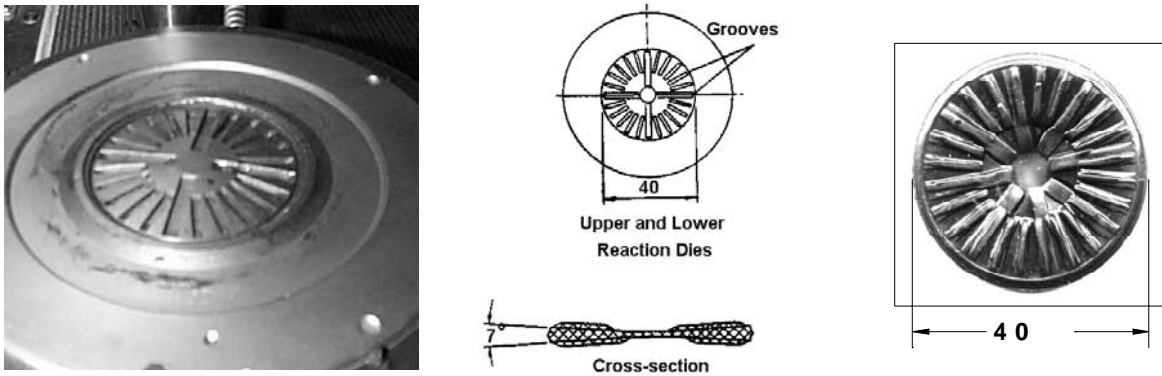 Grooves
40
Upper and Lower
Reaction Dies
7°
Cross-section
40